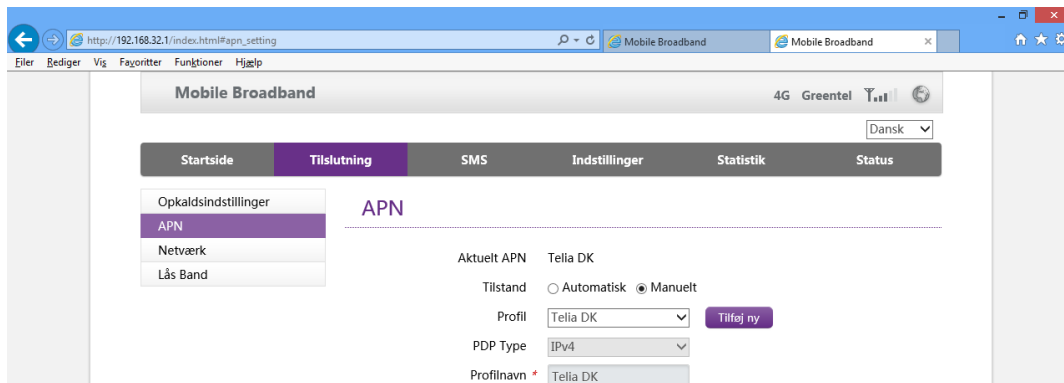 http://192.168.32.1/index.html#apn_setting
Mobile Broadband
Mobile Broadband
Filer Rediger Vis Favoritter Funktioner Hjælp
Mobile Broadband
4G Greentel
Dansk
Startside Tilslutning SMS Indstillinger Statistik Status
Opkaldsindstillinger
APN
Netværk
Lås Band
APN
Aktuelt APN Telia DK
Tilstand Automatisk Manuelt
Profil Telia DK Tilføj ny
PDP Type IPv4
Profilnavn * Telia DK